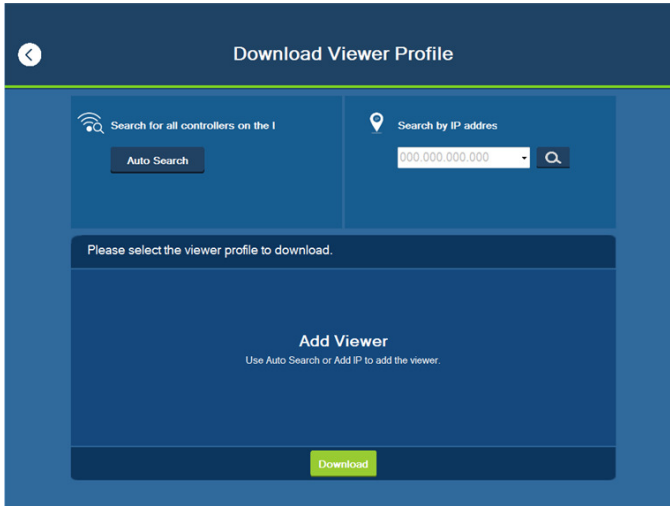 Download Viewer Profile
Search for all controllers on the l
Auto Search
Search by IP addres
000.000.000.000
Please select the viewer profile to download.
Add Viewer
Use Auto Search or Add IP to add the viewer.
Download